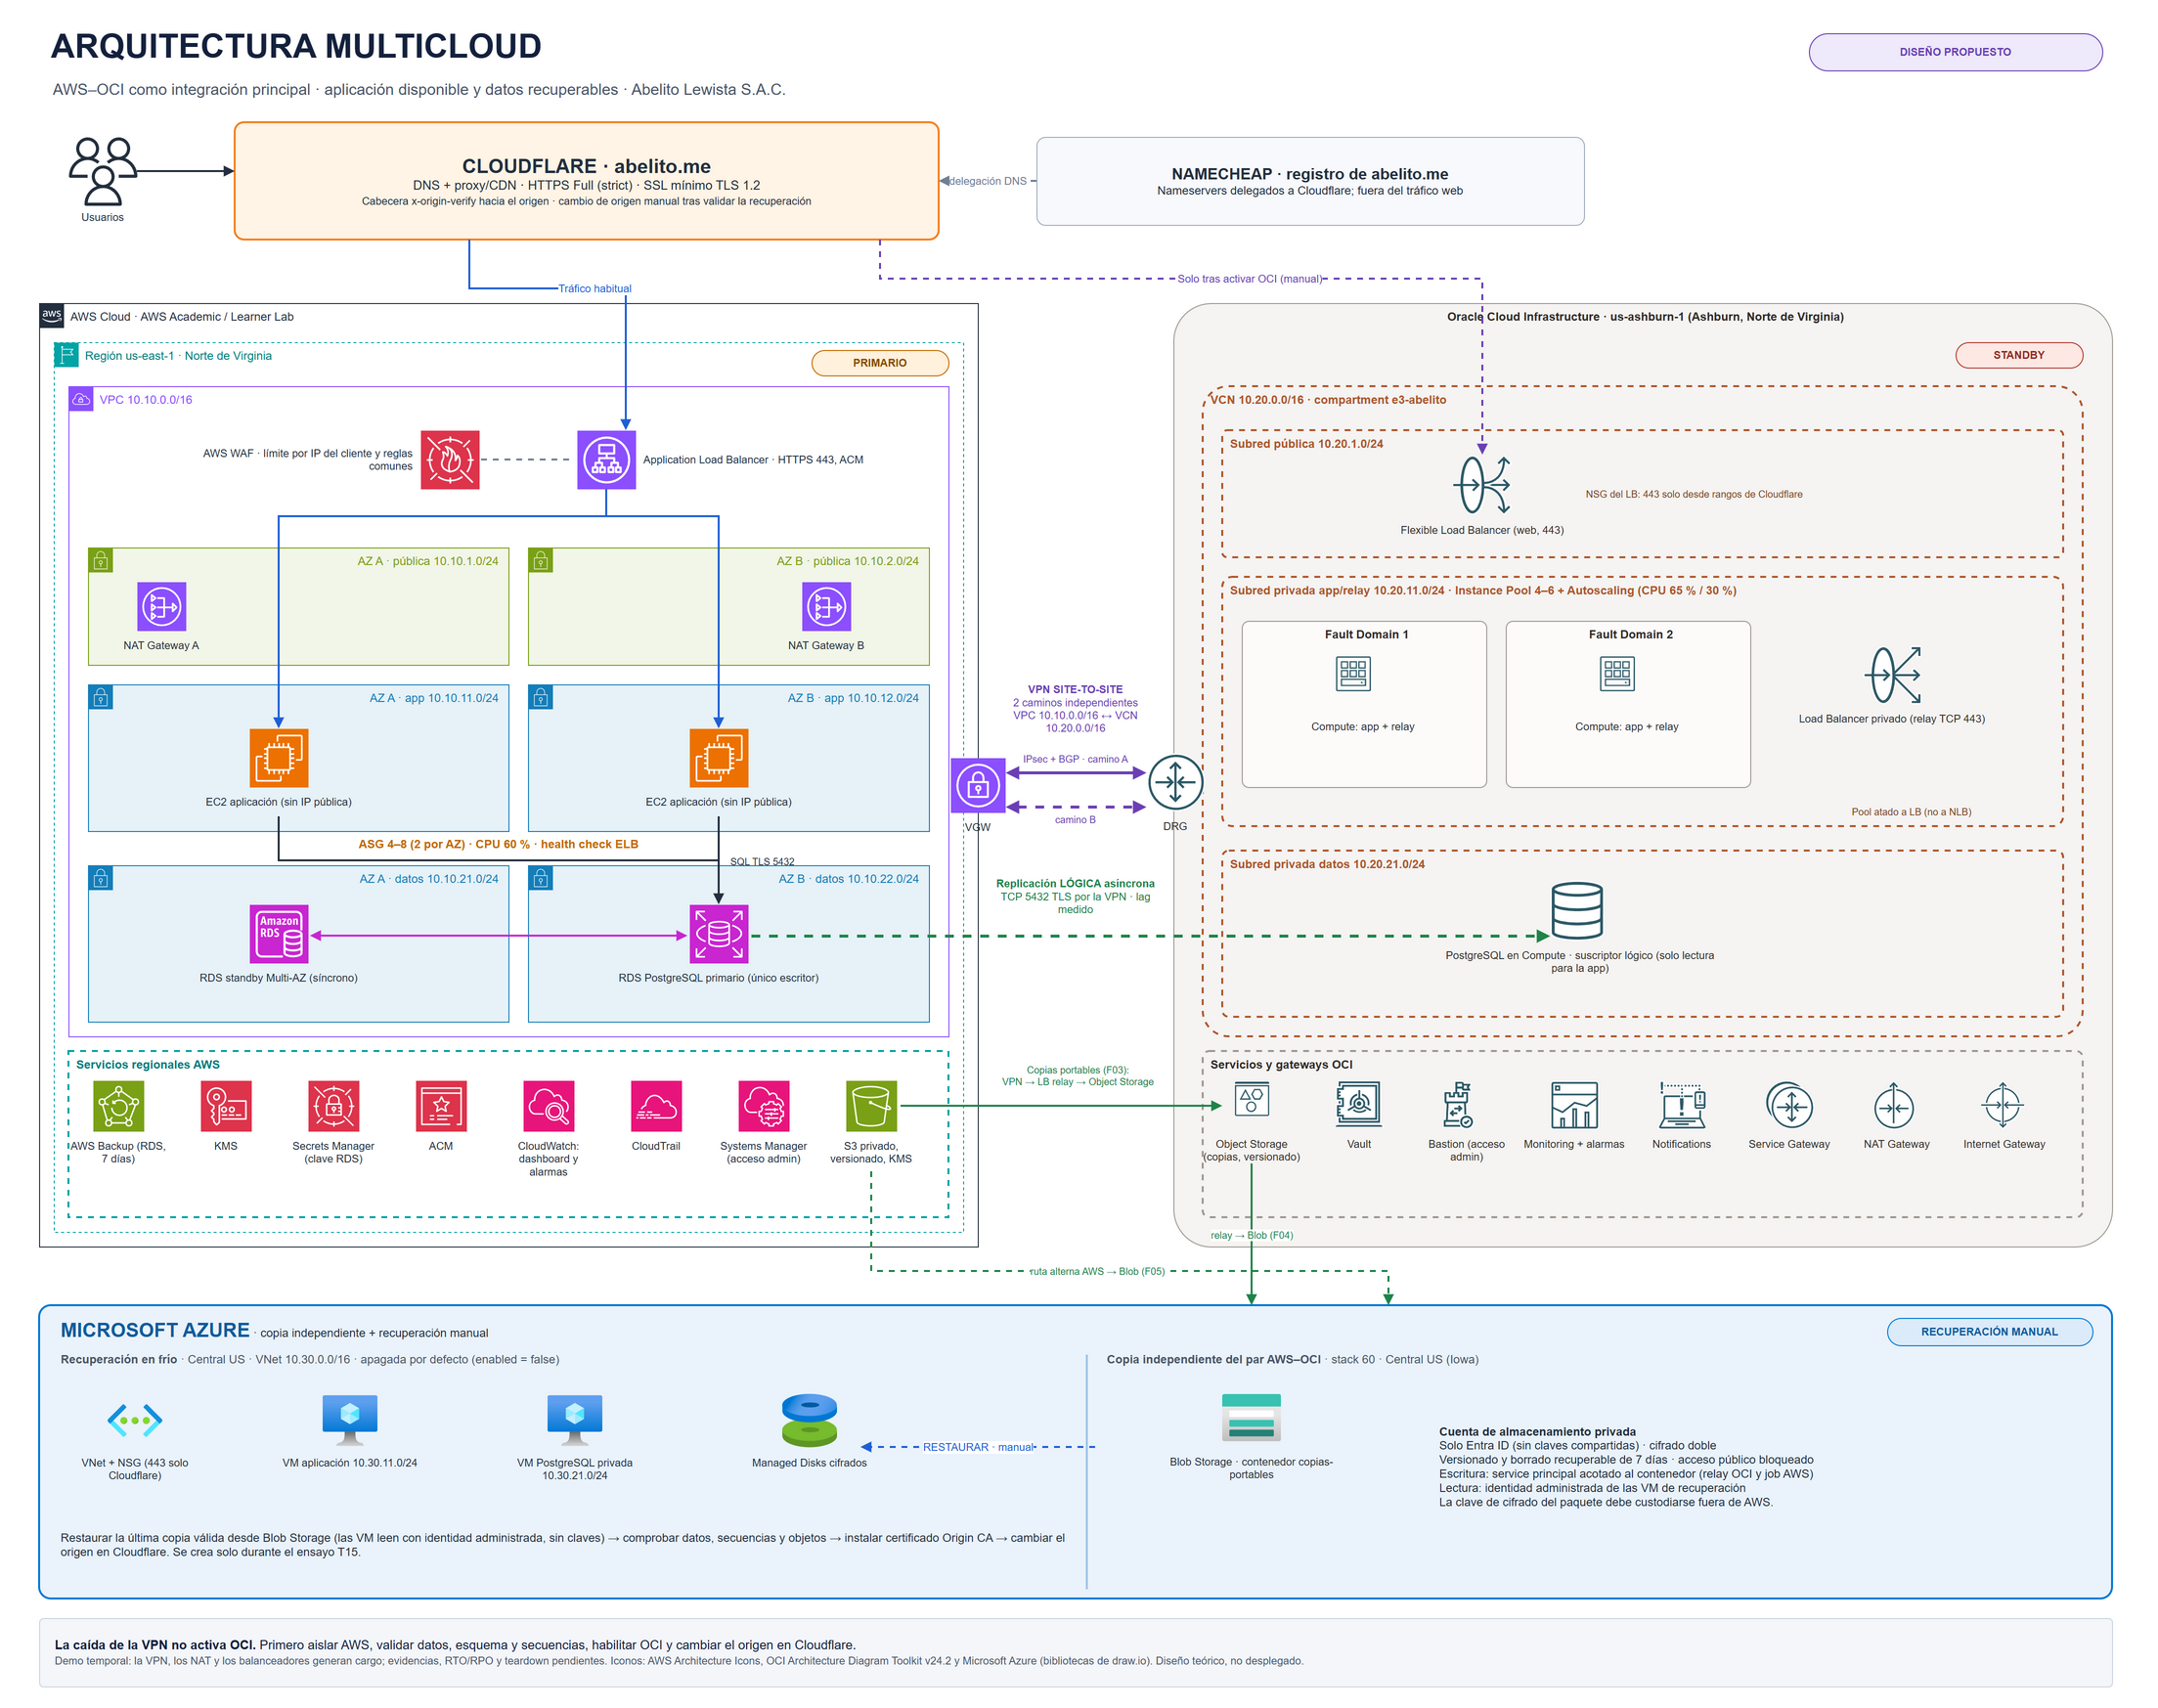 ARQUITECTURA MULTICLOUD
DISEÑO PROPUESTO
AWS–OCI como integración principal · aplicación disponible y datos recuperables · Abelito Lewista S.A.C.
Usuarios
CLOUDFLARE · abelito.me
DNS + proxy/CDN · HTTPS Full (strict) · SSL mínimo TLS 1.2
Cabecera x-origin-verify hacia el origen · cambio de origen manual tras validar la recuperación
delegación DNS
NAMECHEAP · registro de abelito.me
Nameservers delegados a Cloudflare; fuera del tráfico web
Tráfico habitual
Solo tras activar OCI (manual)
aws
AWS Cloud · AWS Academic / Learner Lab
Región us-east-1 · Norte de Virginia
PRIMARIO
VPC 10.10.0.0/16
AWS WAF · límite por IP del cliente y reglas
comunes
Application Load Balancer · HTTPS 443, ACM
AZ A · pública 10.10.1.0/24
NAT Gateway A
AZ B · pública 10.10.2.0/24
NAT Gateway B
AZ A · app 10.10.11.0/24
EC2 aplicación (sin IP pública)
AZ B · app 10.10.12.0/24
EC2 aplicación (sin IP pública)
ASG 4–8 (2 por AZ) · CPU 60 % · health check ELB
SQL TLS 5432
AZ A · datos 10.10.21.0/24
Amazon
RDS
RDS standby Multi-AZ (síncrono)
AZ B · datos 10.10.22.0/24
RDS PostgreSQL primario (único escritor)
Servicios regionales AWS
AWS Backup (RDS,
7 días)
KMS
Secrets Manager
(clave RDS)
ACM
CloudWatch:
dashboard y
alarmas
CloudTrail
Systems Manager
(acceso admin)
S3 privado,
versionado, KMS
VPN SITE-TO-SITE
2 caminos independientes
VPC 10.10.0.0/16 ↔ VCN
10.20.0.0/16
IPsec + BGP · camino A
camino B
VGW
DRG
Replicación LÓGICA asíncrona
TCP 5432 TLS por la VPN · lag
medido
Copias portables (F03):
VPN → LB relay → Object Storage
Oracle Cloud Infrastructure · us-ashburn-1 (Ashburn, Norte de Virginia)
STANDBY
VCN 10.20.0.0/16 · compartment e3-abelito
Subred pública 10.20.1.0/24
NSG del LB: 443 solo desde rangos de Cloudflare
Flexible Load Balancer (web, 443)
Subred privada app/relay 10.20.11.0/24 · Instance Pool 4–6 + Autoscaling (CPU 65 % / 30 %)
Fault Domain 1
Compute: app + relay
Fault Domain 2
Compute: app + relay
Load Balancer privado (relay TCP 443)
Pool atado a LB (no a NLB)
Subred privada datos 10.20.21.0/24
PostgreSQL en Compute · suscriptor lógico (solo lectura
para la app)
Servicios y gateways OCI
Object Storage
(copias, versionado)
Vault
Bastion (acceso
admin)
Monitoring + alarmas
Notifications
Service Gateway
NAT Gateway
Internet Gateway
relay → Blob (F04)
ruta alterna AWS → Blob (F05)
MICROSOFT AZURE · copia independiente + recuperación manual
RECUPERACIÓN MANUAL
Recuperación en frío · Central US · VNet 10.30.0.0/16 · apagada por defecto (enabled = false)
VNet + NSG (443 solo
Cloudflare)
VM aplicación 10.30.11.0/24
VM PostgreSQL privada
10.30.21.0/24
Managed Disks cifrados
RESTAURAR · manual
Restaurar la última copia válida desde Blob Storage (las VM leen con identidad administrada, sin claves) → comprobar datos, secuencias y objetos → instalar certificado Origin CA → cambiar el
origen en Cloudflare. Se crea solo durante el ensayo T15.
Copia independiente del par AWS–OCI · stack 60 · Central US (Iowa)
Blob Storage · contenedor copias-
portables
Cuenta de almacenamiento privada
Solo Entra ID (sin claves compartidas) · cifrado doble
Versionado y borrado recuperable de 7 días · acceso público bloqueado
Escritura: service principal acotado al contenedor (relay OCI y job AWS)
Lectura: identidad administrada de las VM de recuperación
La clave de cifrado del paquete debe custodiarse fuera de AWS.
La caída de la VPN no activa OCI. Primero aislar AWS, validar datos, esquema y secuencias, habilitar OCI y cambiar el origen en Cloudflare.
Demo temporal: la VPN, los NAT y los balanceadores generan cargo; evidencias, RTO/RPO y teardown pendientes. Iconos: AWS Architecture Icons, OCI Architecture Diagram Toolkit v24.2 y Microsoft Azure (bibliotecas de draw.io). Diseño teórico, no desplegado.